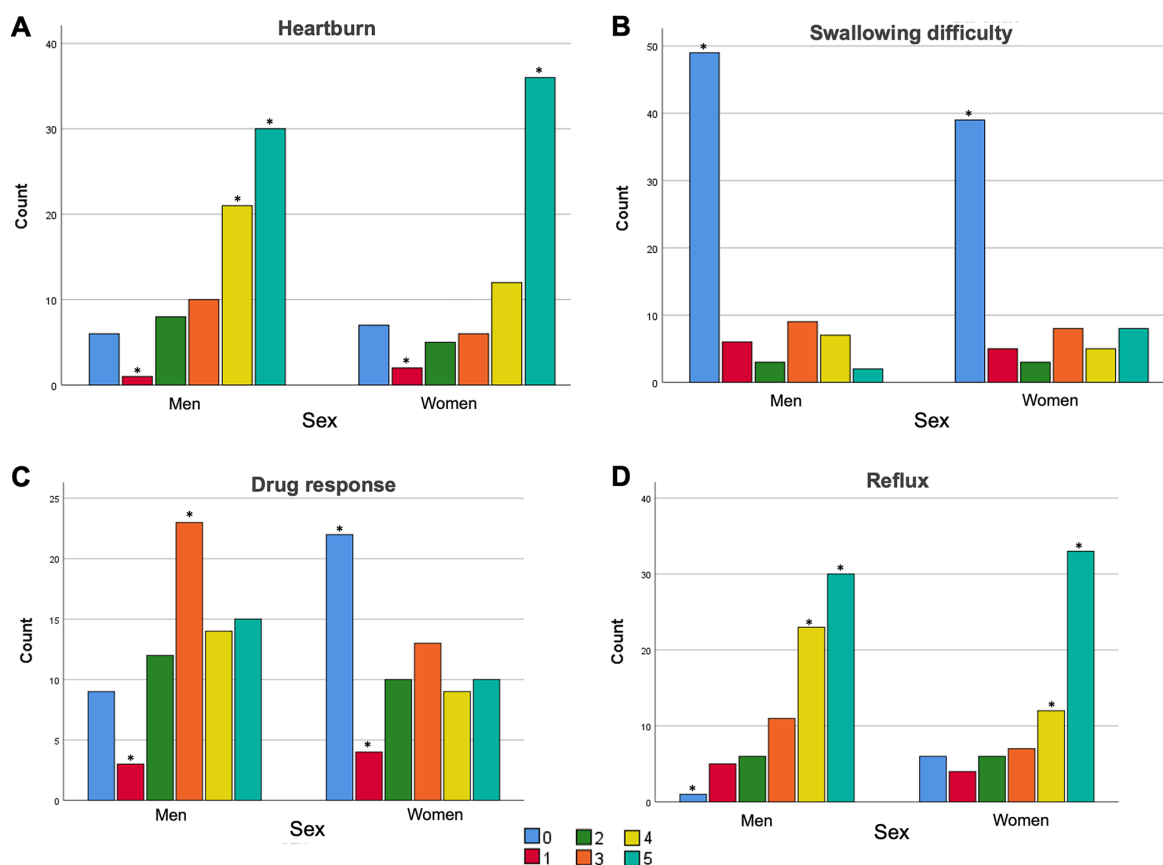 A
Heartburn
40
30
20
10
0
Count
* * * * * *
Men
Women
Sex
B
Swallowing difficulty
50
40
30
20
10
0
Count
* *
Men
Women
Sex
C
Drug response
25
20
15
10
5
0
Count
* * * *
Men
Women
Sex
D
Reflux
40
30
20
10
0
Count
* * * * *
Men
Women
Sex
0 2 4
1 3 5